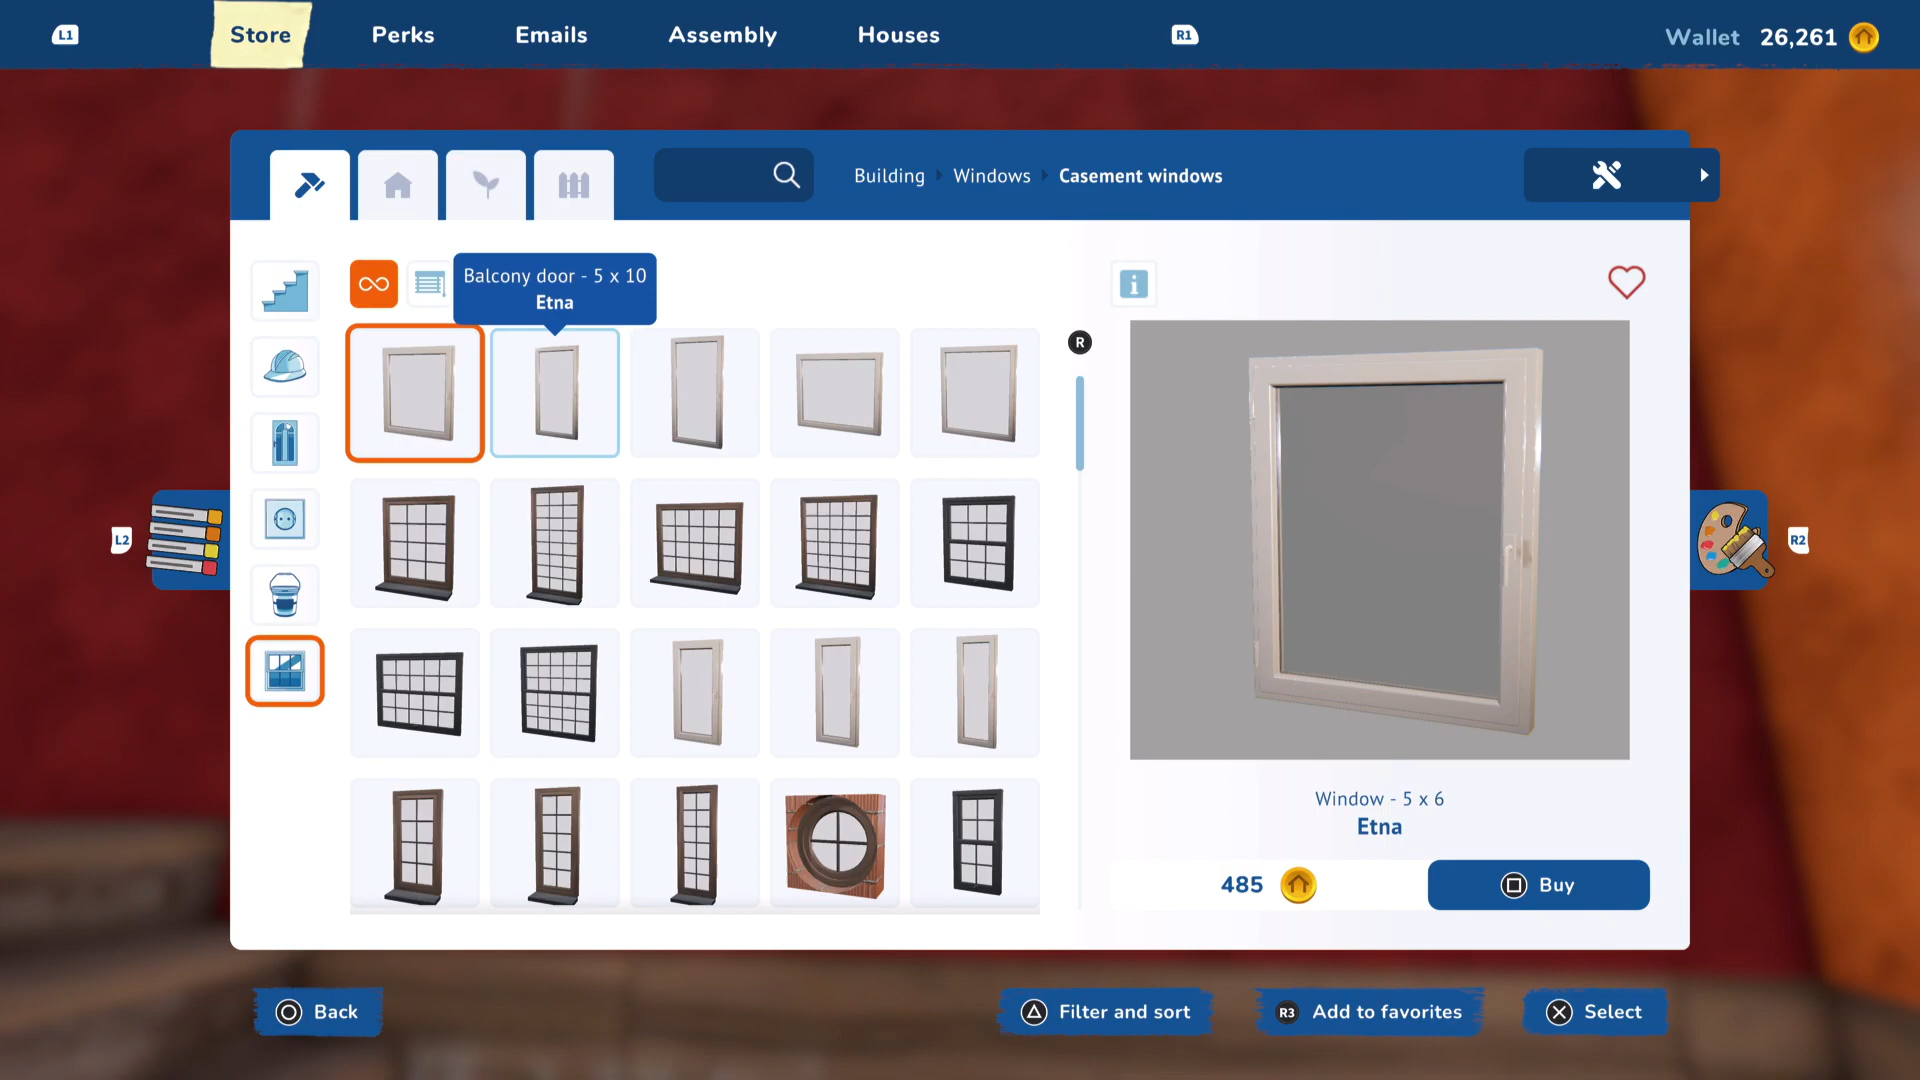 L1
Store
Perks
Emails
Assembly
Houses
R1
Wallet 26,261
Building Windows Casement windows
Balcony door - 5 x 10
Etna
i
R
L2
R2
Window - 5 x 6
Etna
485
Buy
Back
Filter and sort
R3 Add to favorites
Select